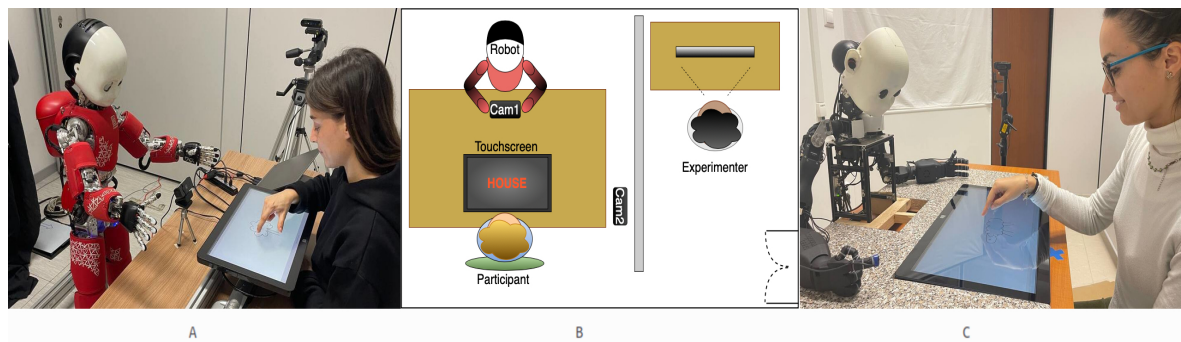 Robot
Cam1
Touchscreen
HOUSE
Cam2
Experimenter
Participant
A
B
C